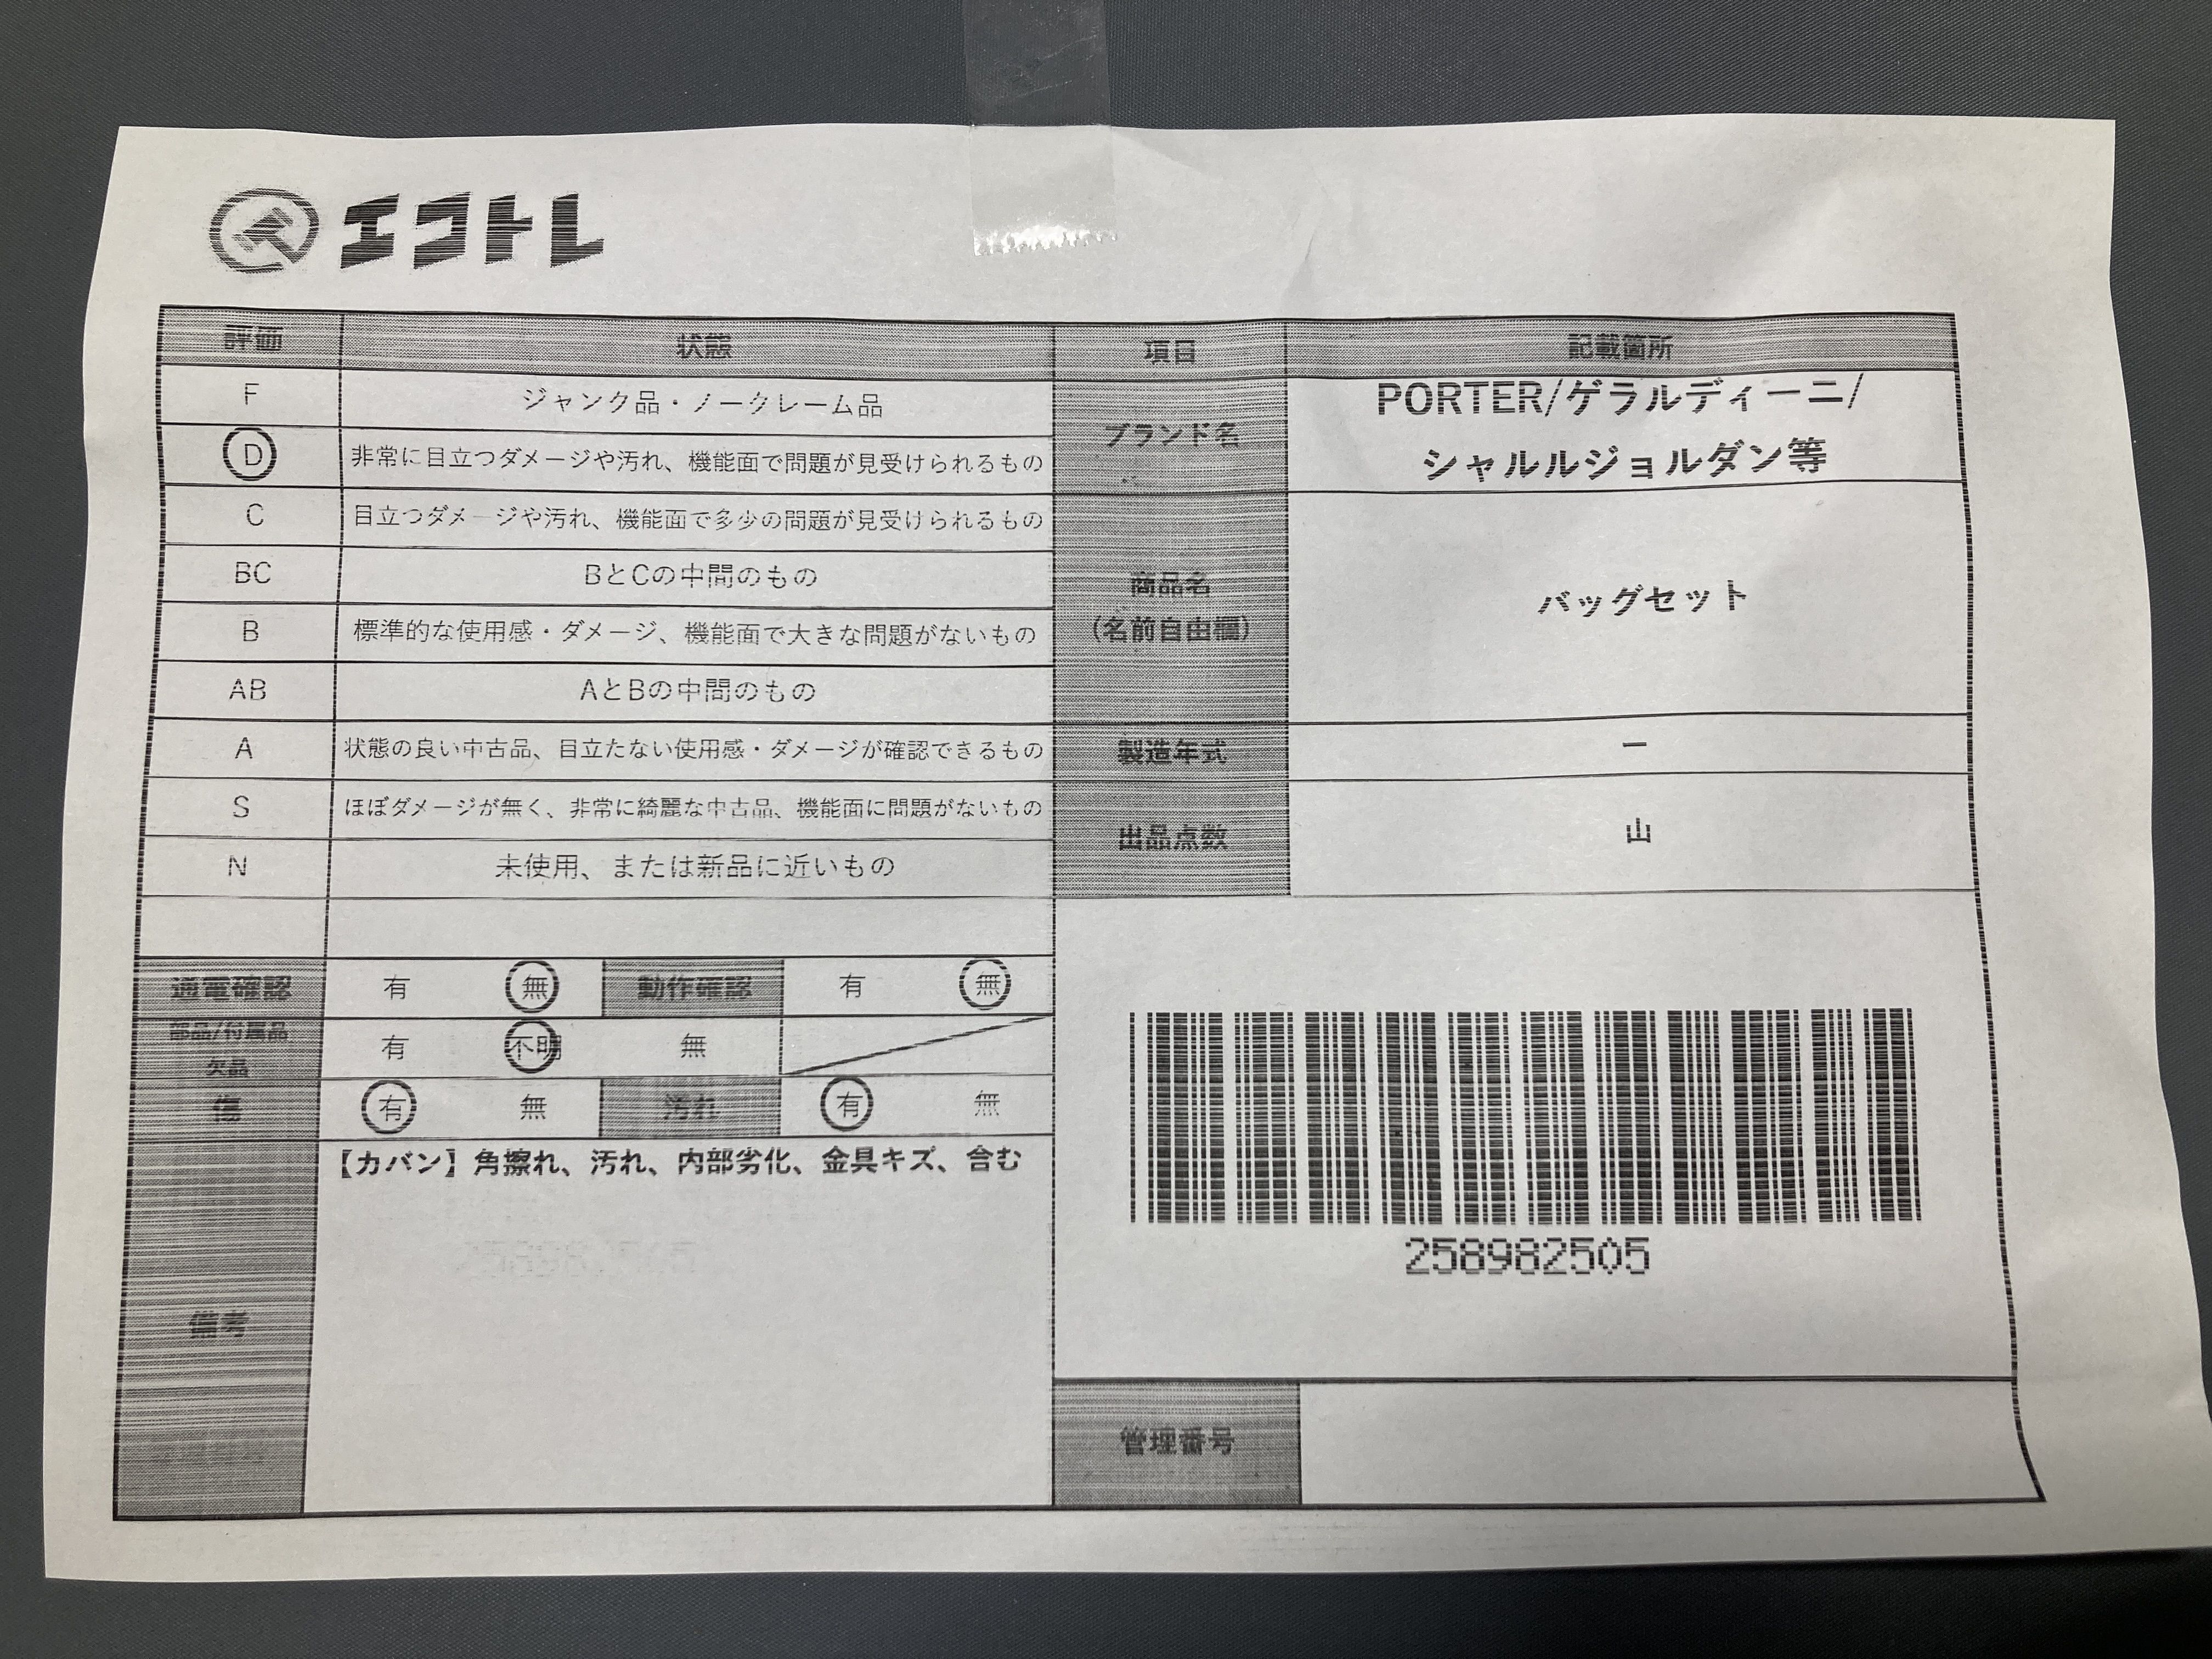 エコトレ
評価 状態
F ジャンク品・ノークレーム品
D 非常に目立つダメージや汚れ、機能面で問題が見受けられるもの
C 目立つダメージや汚れ、機能面で多少の問題が見受けられるもの
BC BとCの中間のもの
B 標準的な使用感・ダメージ、機能面で大きな問題がないもの
AB AとBの中間のもの
A 状態の良い中古品、目立たない使用感・ダメージが確認できるもの
S ほぼダメージが無く、非常に綺麗な中古品、機能面に問題がないもの
N 未使用、または新品に近いもの
通電確認 有 無 動作確認 有 無
部品/付属品
欠品 有 不明 無
傷 有 無 汚れ 有 無
備考 【カバン】角擦れ、汚れ、内部劣化、金具キズ、含む
項目 記載箇所
ブランド名 PORTER/ゲラルディーニ/
シャルルジョルダン等
商品名
(名前自由欄) バッグセット
製造年式 ー
出品点数 山
258982505
管理番号